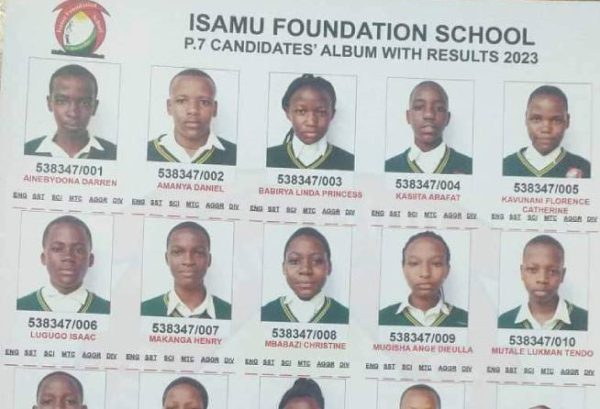 Isamu Foundation School
ISAMU FOUNDATION SCHOOL
P.7 CANDIDATES' ALBUM WITH RESULTS 2023
538347/001
AINEBYDONA DARREN
ENG SST SCI MTC AGGR DIV
538347/002
AMANYA DANIEL
ENG SST SCI MTC AGGR DIV
538347/003
BABIRYA LINDA PRINCESS
ENG SST SCI MTC AGGR DIV
538347/004
KASIITA ARAFAT
ENG SST SCI MTC AGGR DIV
538347/005
KAVUNANI FLORENCE
CATHERINE
ENG SST SCI MTC AGGR DIV
538347/006
LUGUGO ISAAC
ENG SST SCI MTC AGGR DIV
538347/007
MAKANGA HENRY
ENG SST SCI MTC AGGR DIV
538347/008
MBABAZI CHRISTINE
ENG SST SCI MTC AGGR DIV
538347/009
MUGISHA ANGE DIEULLA
ENG SST SCI MTC AGGR DIV
538347/010
MUTALE LUKMAN TENDO
ENG SST SCI MTC AGGR DIV